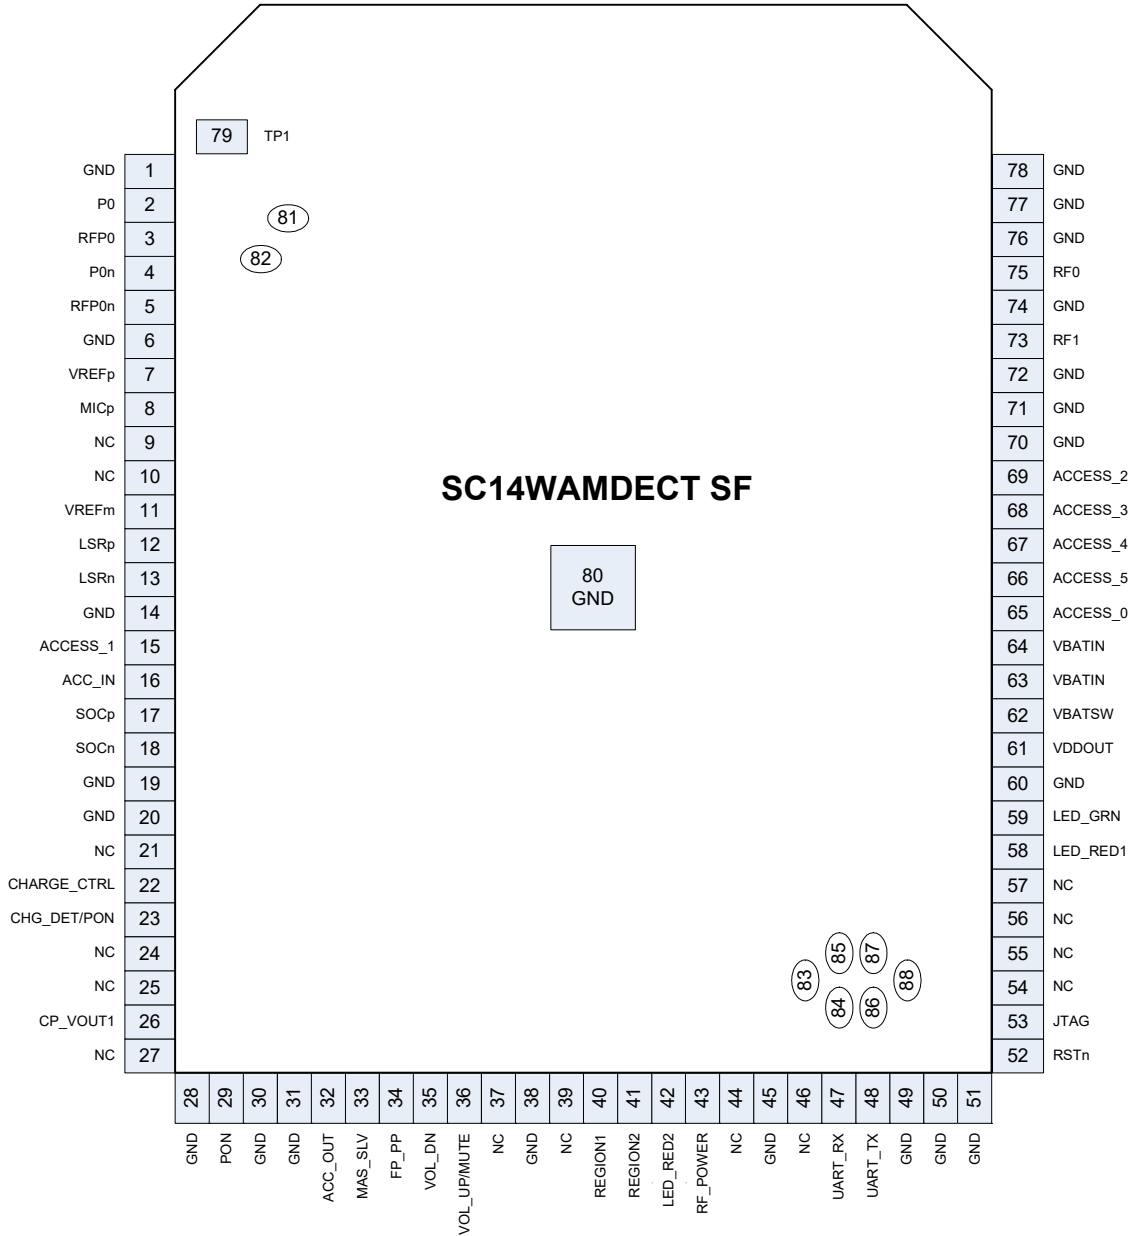 79 TP1
GND 1
P0 2
RFP0 3
P0n 4
RFP0n 5
GND 6
VREFp 7
MICp 8
NC 9
NC 10
VREFm 11
LSRp 12
LSRn 13
GND 14
ACCESS_1 15
ACC_IN 16
SOCp 17
SOCn 18
GND 19
GND 20
NC 21
CHARGE_CTRL 22
CHG_DET/PON 23
NC 24
NC 25
CP_VOUT1 26
NC 27
81
82
SC14WAMDECT SF
80
GND
85
87
83
88
84
86
78 GND
77 GND
76 GND
75 RF0
74 GND
73 RF1
72 GND
71 GND
70 GND
69 ACCESS_2
68 ACCESS_3
67 ACCESS_4
66 ACCESS_5
65 ACCESS_0
64 VBATIN
63 VBATIN
62 VBATSW
61 VDDOUT
60 GND
59 LED_GRN
58 LED_RED1
57 NC
56 NC
55 NC
54 NC
53 JTAG
52 RSTn
28 GND
29 PON
30 GND
31 GND
32 ACC_OUT
33 MAS_SLV
34 FP_PP
35 VOL_DN
36 VOL_UP/MUTE
37 NC
38 GND
39 NC
40 REGION1
41 REGION2
42 LED_RED2
43 RF_POWER
44 NC
45 GND
46 NC
47 UART_RX
48 UART_TX
49 GND
50 GND
51 GND